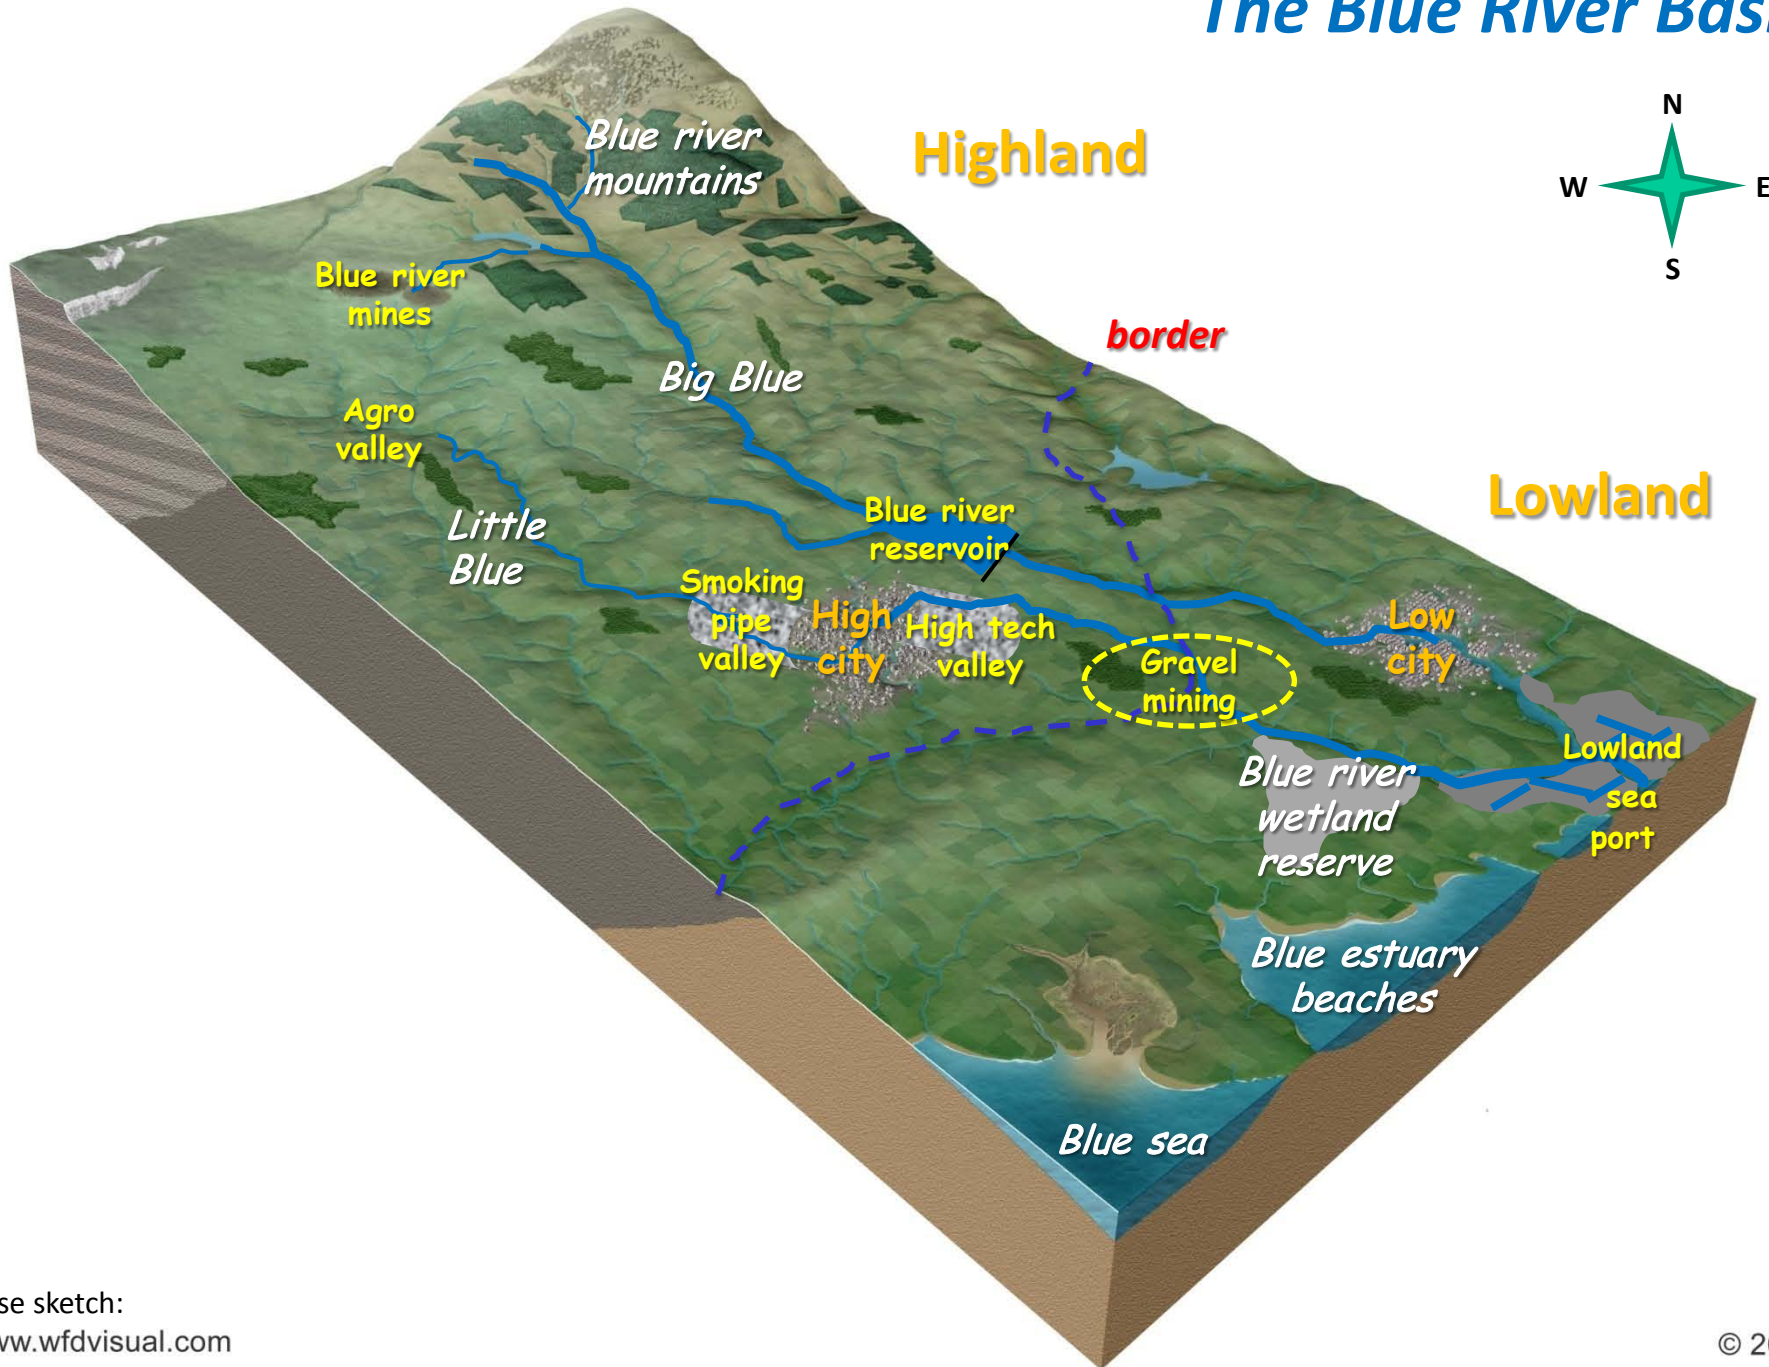 The Blue River Bas
N
W
E
S
Highland
Blue river
mountains
Blue river
mines
border
Big Blue
Agro
valley
Lowland
Little
Blue
Blue river
reservoir
Smoking
pipe
valley
High
city
High tech
valley
Gravel
mining
Low
city
Lowland
sea
port
Blue river
wetland
reserve
Blue estuary
beaches
Blue sea
se sketch:
ww.wfdvisual.com
© 20